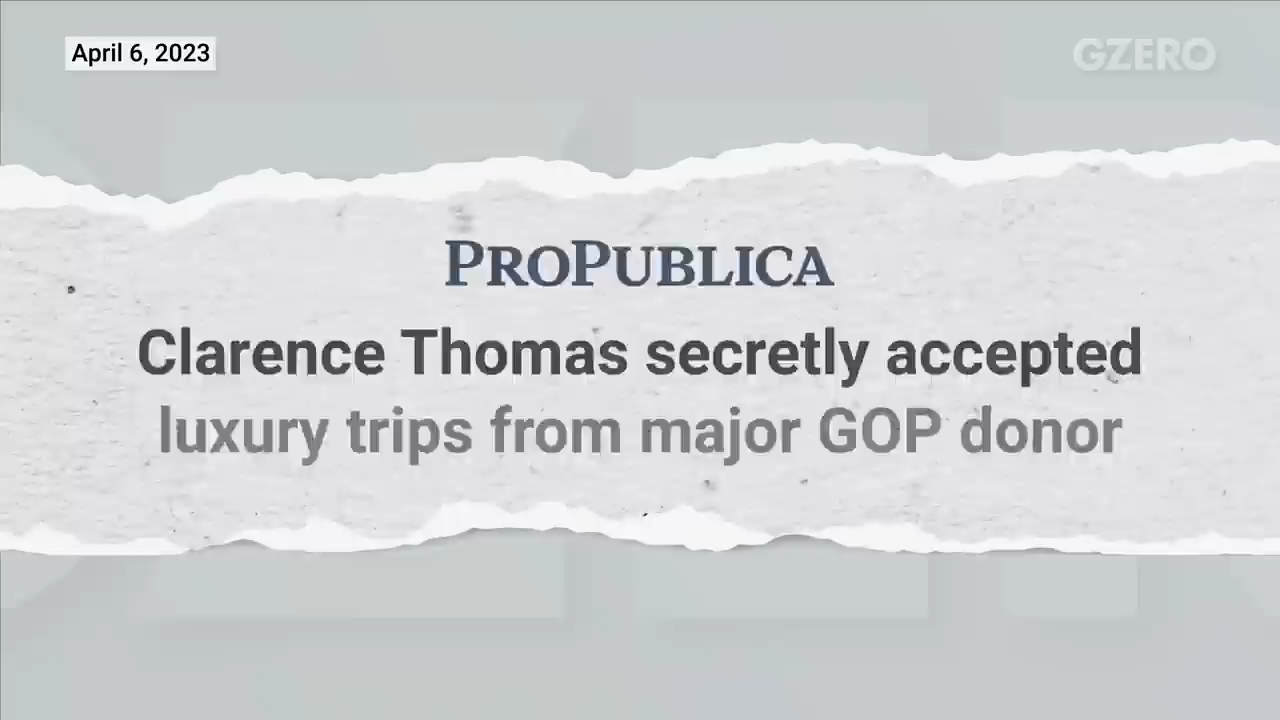 April 6, 2023
GZERO
PROPUBLICA
Clarence Thomas secretly accepted
luxury trips from major GOP donor